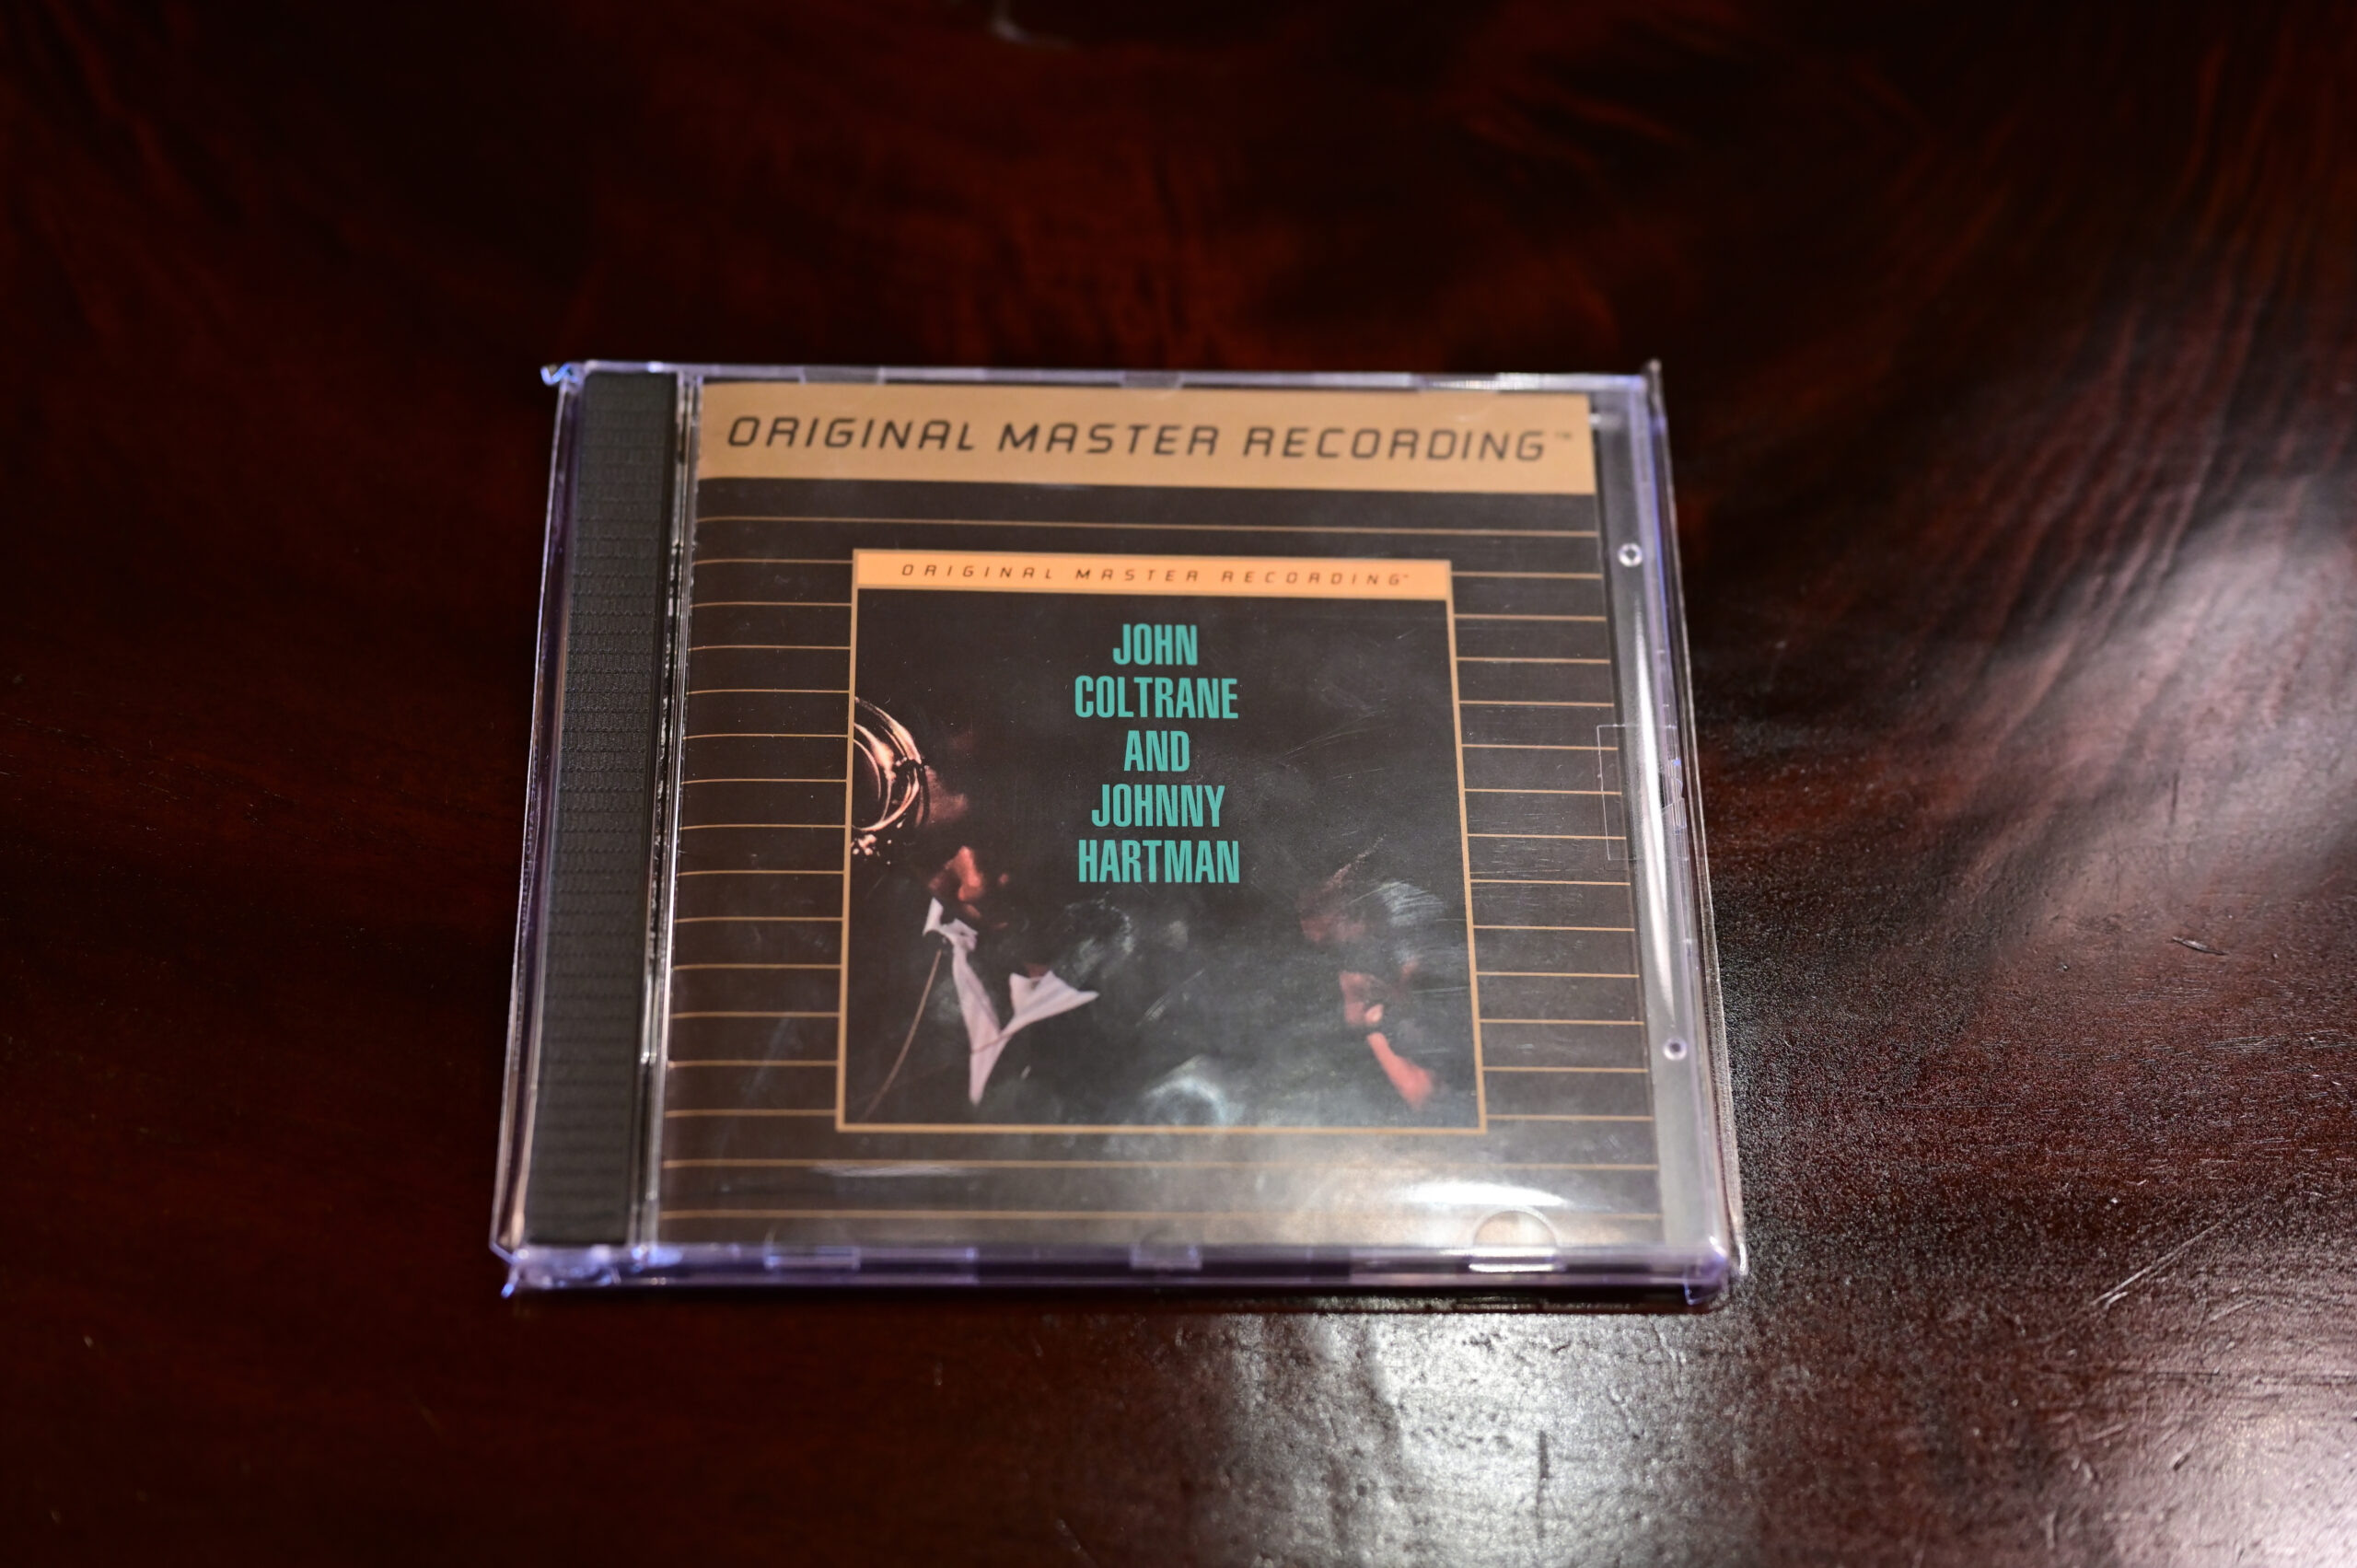 ORIGINAL MASTER RECORDING™
ORIGINAL MASTER RECORDING™
JOHN
COLTRANE
AND
JOHNNY
HARTMAN